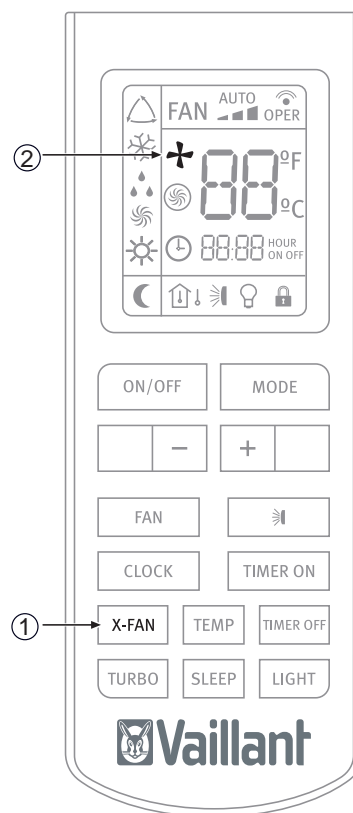 FAN AUTO OPER
2
88 ºF
ºC
88:88 HOUR
ON OFF
ON/OFF MODE
- +
FAN
CLOCK TIMER ON
1 X-FAN TEMP TIMER OFF
TURBO SLEEP LIGHT
Vaillant